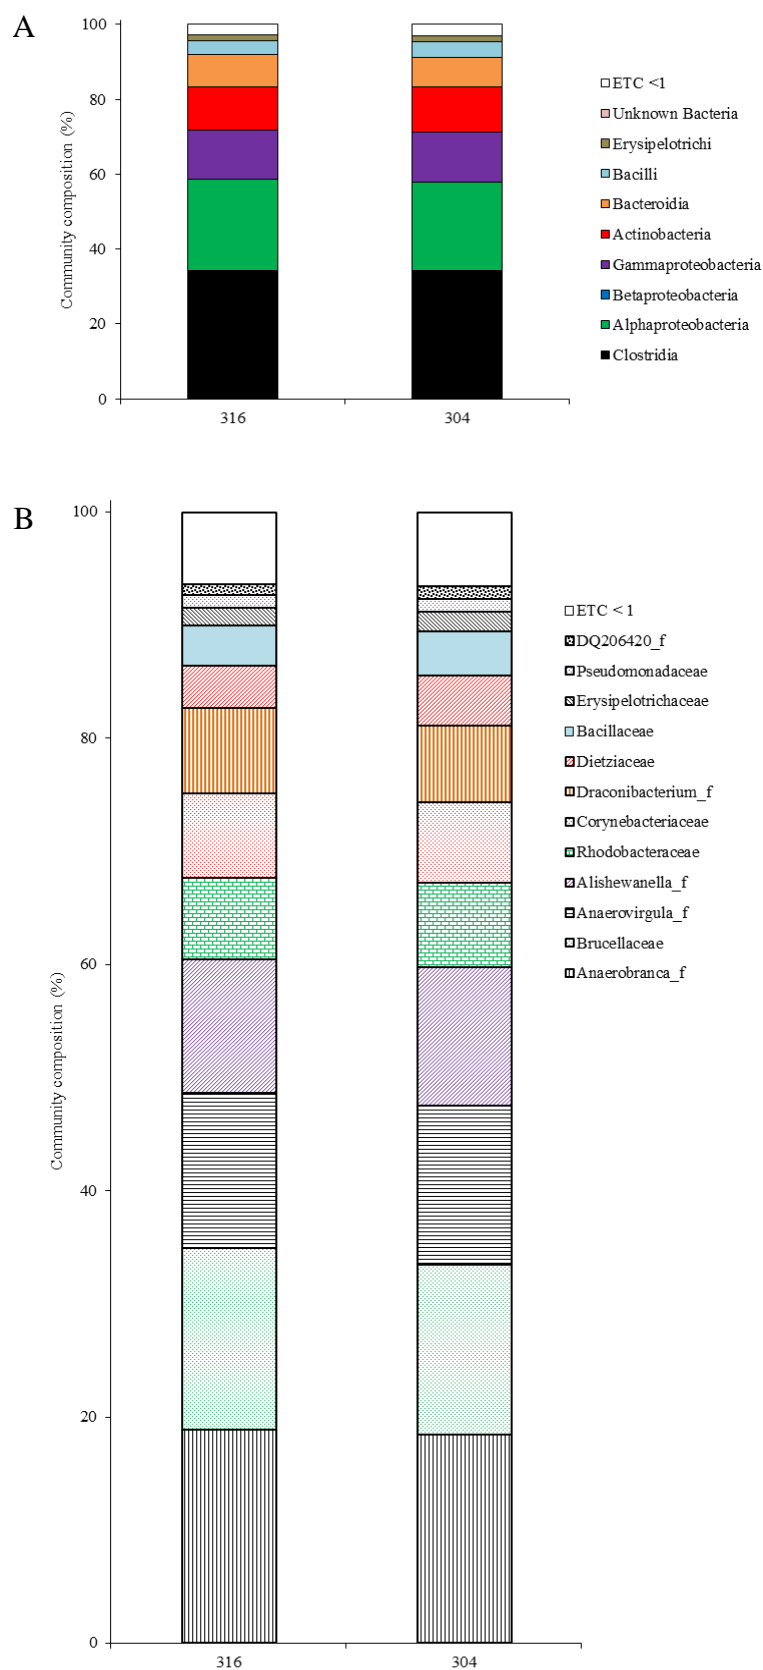 A
100
80
60
40
20
0
Community composition (%)
316
304
ETC <1
Unknown Bacteria
Erysipelotrichi
Bacilli
Bacteroidia
Actinobacteria
Gammaproteobacteria
Betaproteobacteria
Alphaproteobacteria
Clostridia
B
100
80
60
40
20
0
Community composition (%)
316
304
ETC < 1
DQ206420_f
Pseudomonadaceae
Erysipelotrichaceae
Bacillaceae
Dietziaceae
Draconibacterium_f
Corynebacteriaceae
Rhodobacteraceae
Alishewanella_f
Anaerovirgula_f
Brucellaceae
Anaerobranca_f